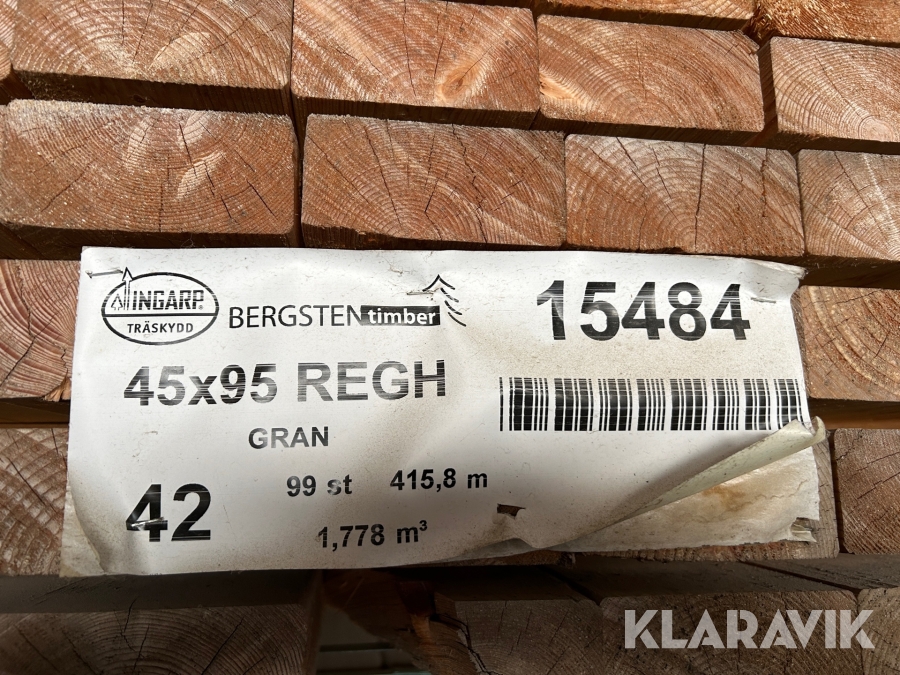 VINGARP
TRÄSKYDD
BERGSTEN timber
15484
45x95 REGH
GRAN
42
99 st 415,8 m
1,778 m³
KLARAVIK